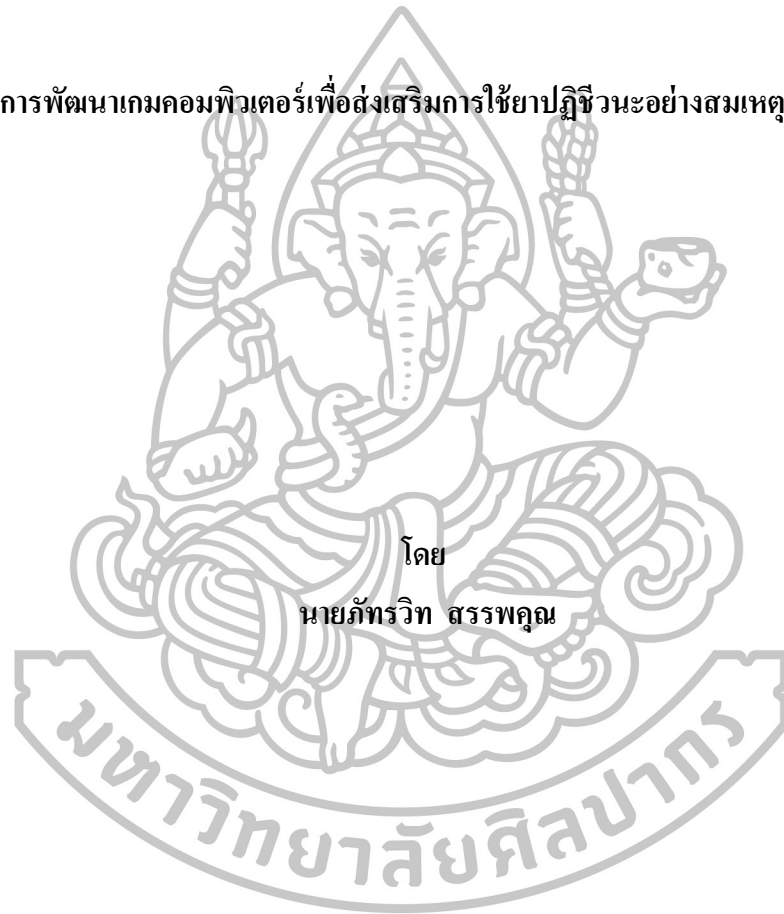 การพัฒนาเกมคอมพิวเตอร์เพื่อส่งเสริมการใช้ยาปฏิชีวนะอย่างสมเหตุ
โดย
นายภัทรวิท สรรพคุณ
มหาวิทยาลัยศิลปากร